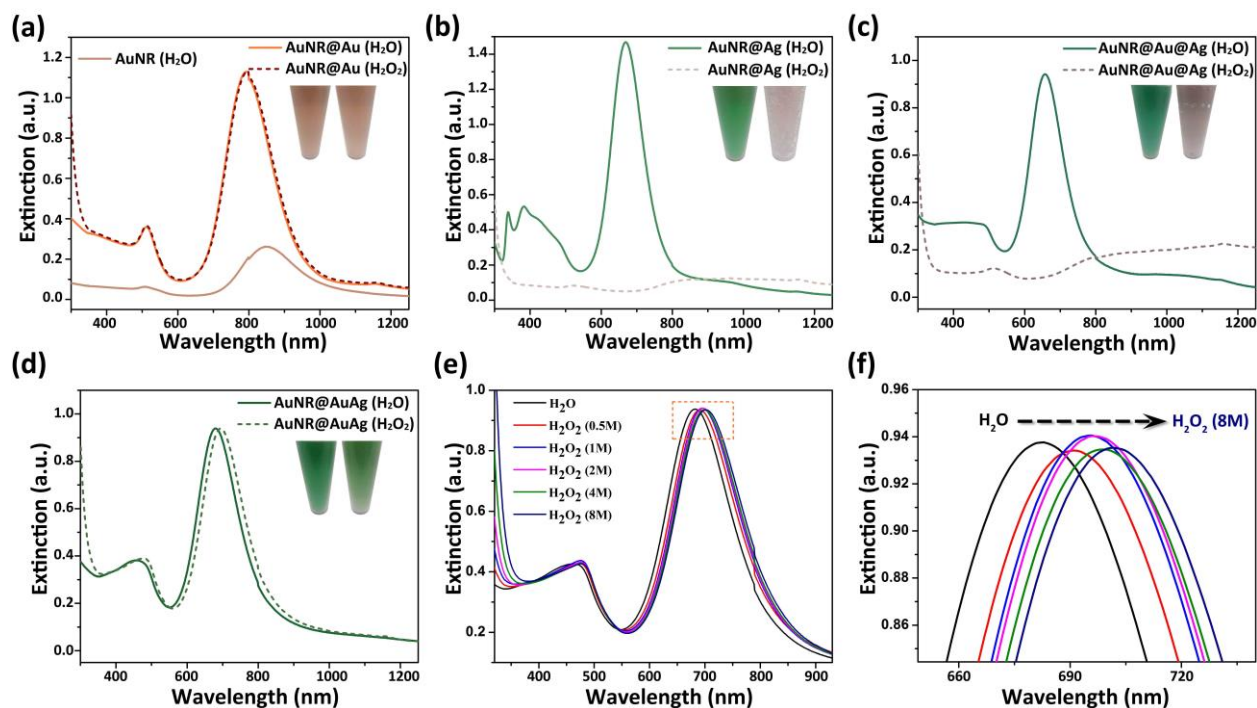 (a)
AuNR (H₂O)
AuNR@Au (H₂O)
AuNR@Au (H₂O₂)
Extinction (a.u.)
1.2
1.0
0.8
0.6
0.4
0.2
0.0
400 600 800 1000 1200
Wavelength (nm)
(b)
AuNR@Ag (H₂O)
AuNR@Ag (H₂O₂)
Extinction (a.u.)
1.4
1.2
1.0
0.8
0.6
0.4
0.2
0.0
400 600 800 1000 1200
Wavelength (nm)
(c)
AuNR@Au@Ag (H₂O)
AuNR@Au@Ag (H₂O₂)
Extinction (a.u.)
1.0
0.8
0.6
0.4
0.2
0.0
400 600 800 1000 1200
Wavelength (nm)
(d)
AuNR@AuAg (H₂O)
AuNR@AuAg (H₂O₂)
Extinction (a.u.)
1.0
0.8
0.6
0.4
0.2
0.0
400 600 800 1000 1200
Wavelength (nm)
(e)
H₂O
H₂O₂ (0.5M)
H₂O₂ (1M)
H₂O₂ (2M)
H₂O₂ (4M)
H₂O₂ (8M)
Extinction (a.u.)
1.0
0.8
0.6
0.4
0.2
400 500 600 700 800 900
Wavelength (nm)
(f)
H₂O
H₂O₂ (8M)
Extinction (a.u.)
0.96
0.94
0.92
0.90
0.88
0.86
660 690 720
Wavelength (nm)